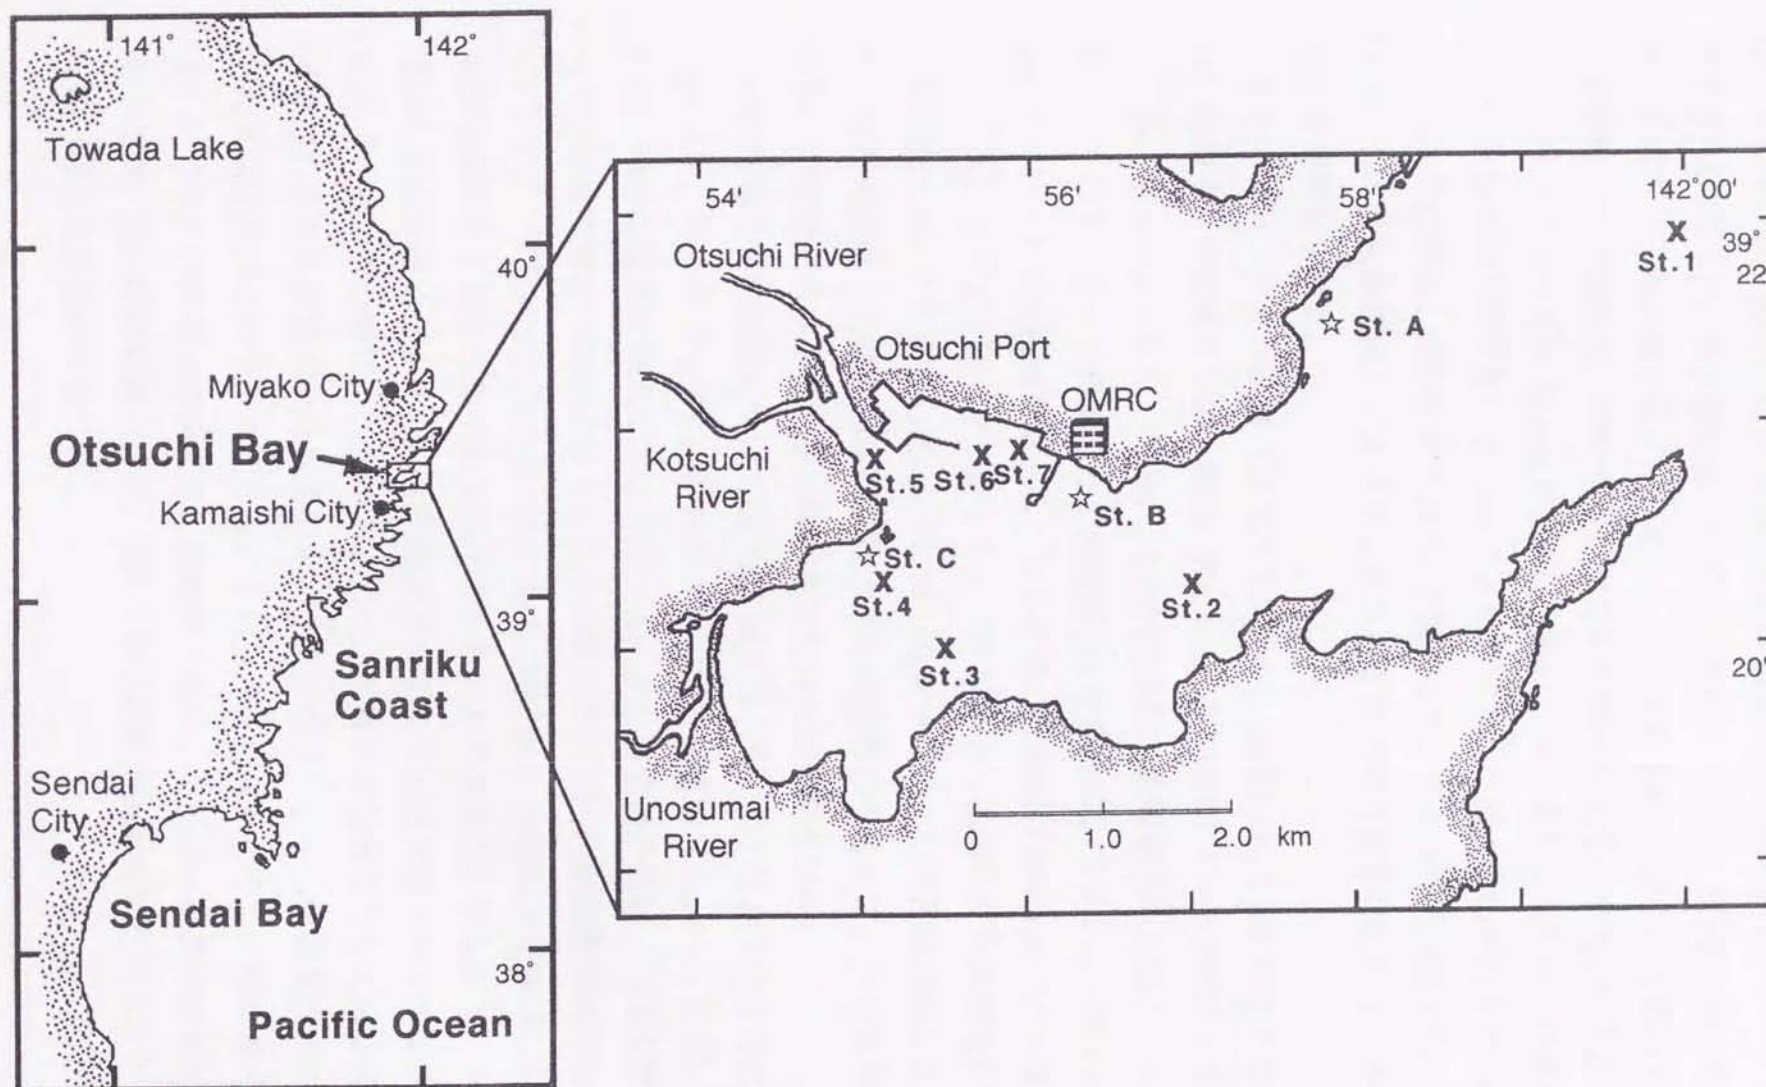 141°
142°
Towada Lake
40°
Miyako City
Otsuchi Bay
Kamaishi City
39°
Sanriku
Coast
Sendai
City
Sendai Bay
38°
Pacific Ocean
54'
56'
58'
142°00'
39°
22'
X
St.1
Otsuchi River
☆ St. A
Otsuchi Port
OMRC
Kotsuchi
River
X
St.5
X
St.6
X
St.7
☆
St. B
☆ St. C
X
St.4
X
St.2
X
St.3
20'
Unosumai
River
0 1.0 2.0 km